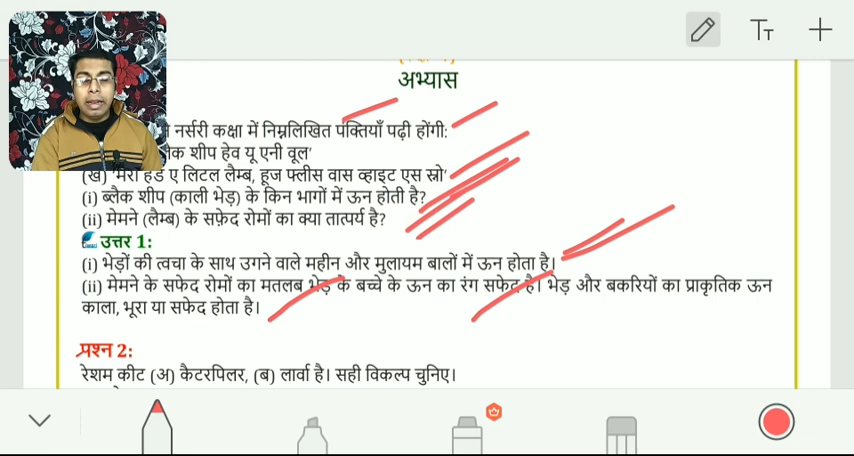 अभ्यास
नर्सरी कक्षा में निम्नलिखित पंक्तियाँ पढ़ी होंगी:
शीप हेव यू एनी वूल’
(ख) ‘मेरी हैड ए लिटल लैम्ब, हूज फ्लीस वास व्हाइट एस स्नो’
(i) ब्लैक शीप (काली भेड़) के किन भागों में ऊन होती है?
(ii) मेमने (लैम्ब) के सफ़ेद रोमों का क्या तात्पर्य है?
उत्तर 1:
(i) भेड़ों की त्वचा के साथ उगने वाले महीन और मुलायम बालों में ऊन होता है।
(ii) मेमने के सफेद रोमों का मतलब भेड़ के बच्चे के ऊन का रंग सफेद है। भेड़ और बकरियों का प्राकृतिक ऊन
काला, भूरा या सफेद होता है।
प्रश्न 2:
रेशम कीट (अ) कैटरपिलर, (ब) लार्वा है। सही विकल्प चुनिए।